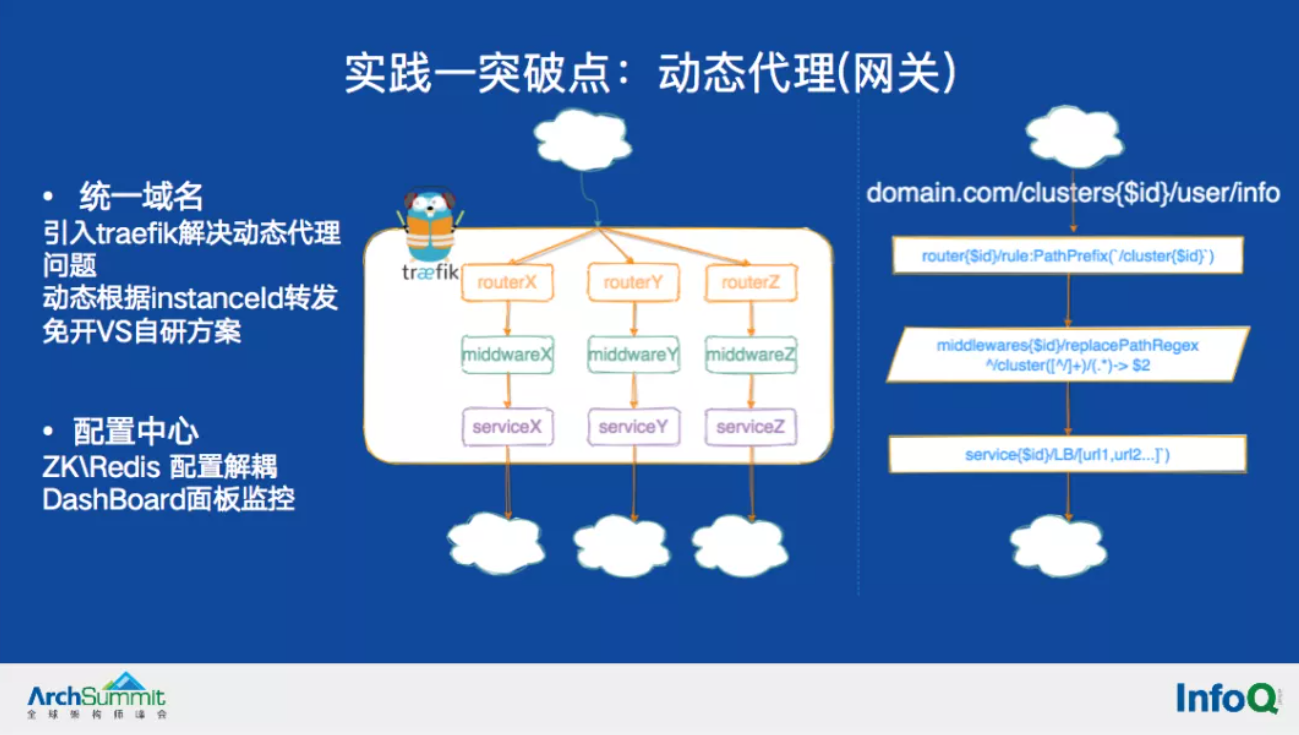 实践一突破点：动态代理(网关)
• 统一域名
引入traefik解决动态代理
问题
动态根据instanceId转发
免开VS自研方案
• 配置中心
ZK\Redis 配置解耦
DashBoard面板监控
træfik
routerX
routerY
routerZ
middwareX
middwareY
middwareZ
serviceX
serviceY
serviceZ
domain.com/clusters{$id}/user/info
router{$id}/rule:PathPrefix(`/cluster{$id}`)
middlewares{$id}/replacePathRegex
^/cluster([^/]+)/(.*)-> $2
service{$id}/LB/[url1,url2...]`)
ArchSummit
全球架构师峰会
InfoQ